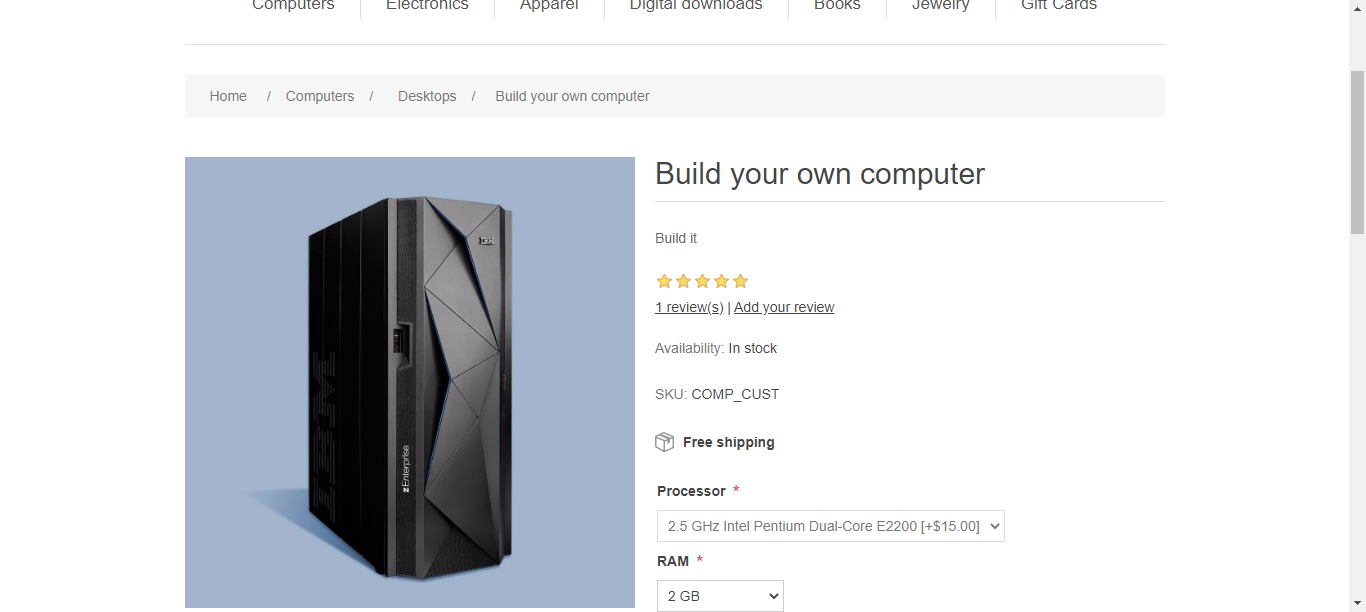 Computers Electronics Apparel Digital downloads Books Jewelry Gift Cards
Home / Computers / Desktops / Build your own computer
Build your own computer
Build it
1 review(s) | Add your review
Availability: In stock
SKU: COMP_CUST
Free shipping
Processor *
2.5 GHz Intel Pentium Dual-Core E2200 [+$15.00]
RAM *
2 GB
IBM
IBM
zEnterprise